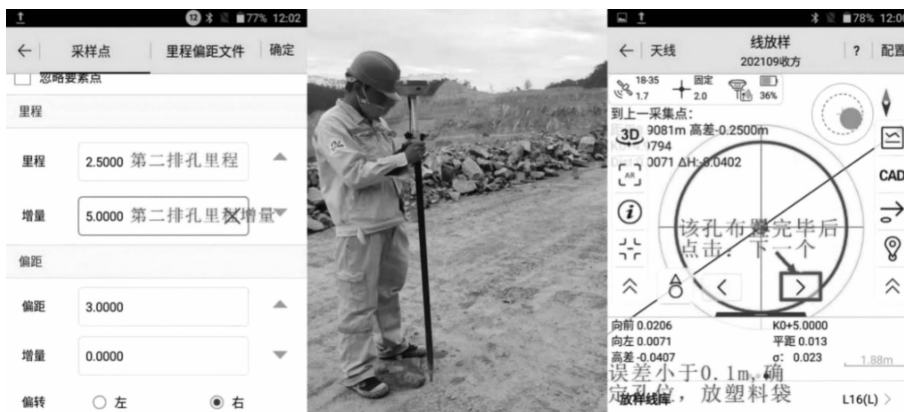 12 77% 12:02
← 采样点 里程偏距文件 确定
忽略要素点
里程
里程 2.5000 第二排孔里程
增量 5.0000 第二排孔里程增量
偏距
偏距 3.0000
增量 0.0000
偏转 左 右
78% 12:00
← 天线 线放样 ? 配置
202109收方
18-35 固定
1.7 2.0 36%
到上一采集点:
9081m 高差-0.2500m
3D 0794
0.0071 ΔH:-8.0402
AR
CAD
该孔布置完毕后
点击: 下一个
向前 0.0206 K0+5.0000
向左 0.0071 平距 0.013
高差 -0.0407 σ: 0.023 1.88m
误差小于0.1m,确
定孔位,放塑料袋
放样线库 L16(L) >